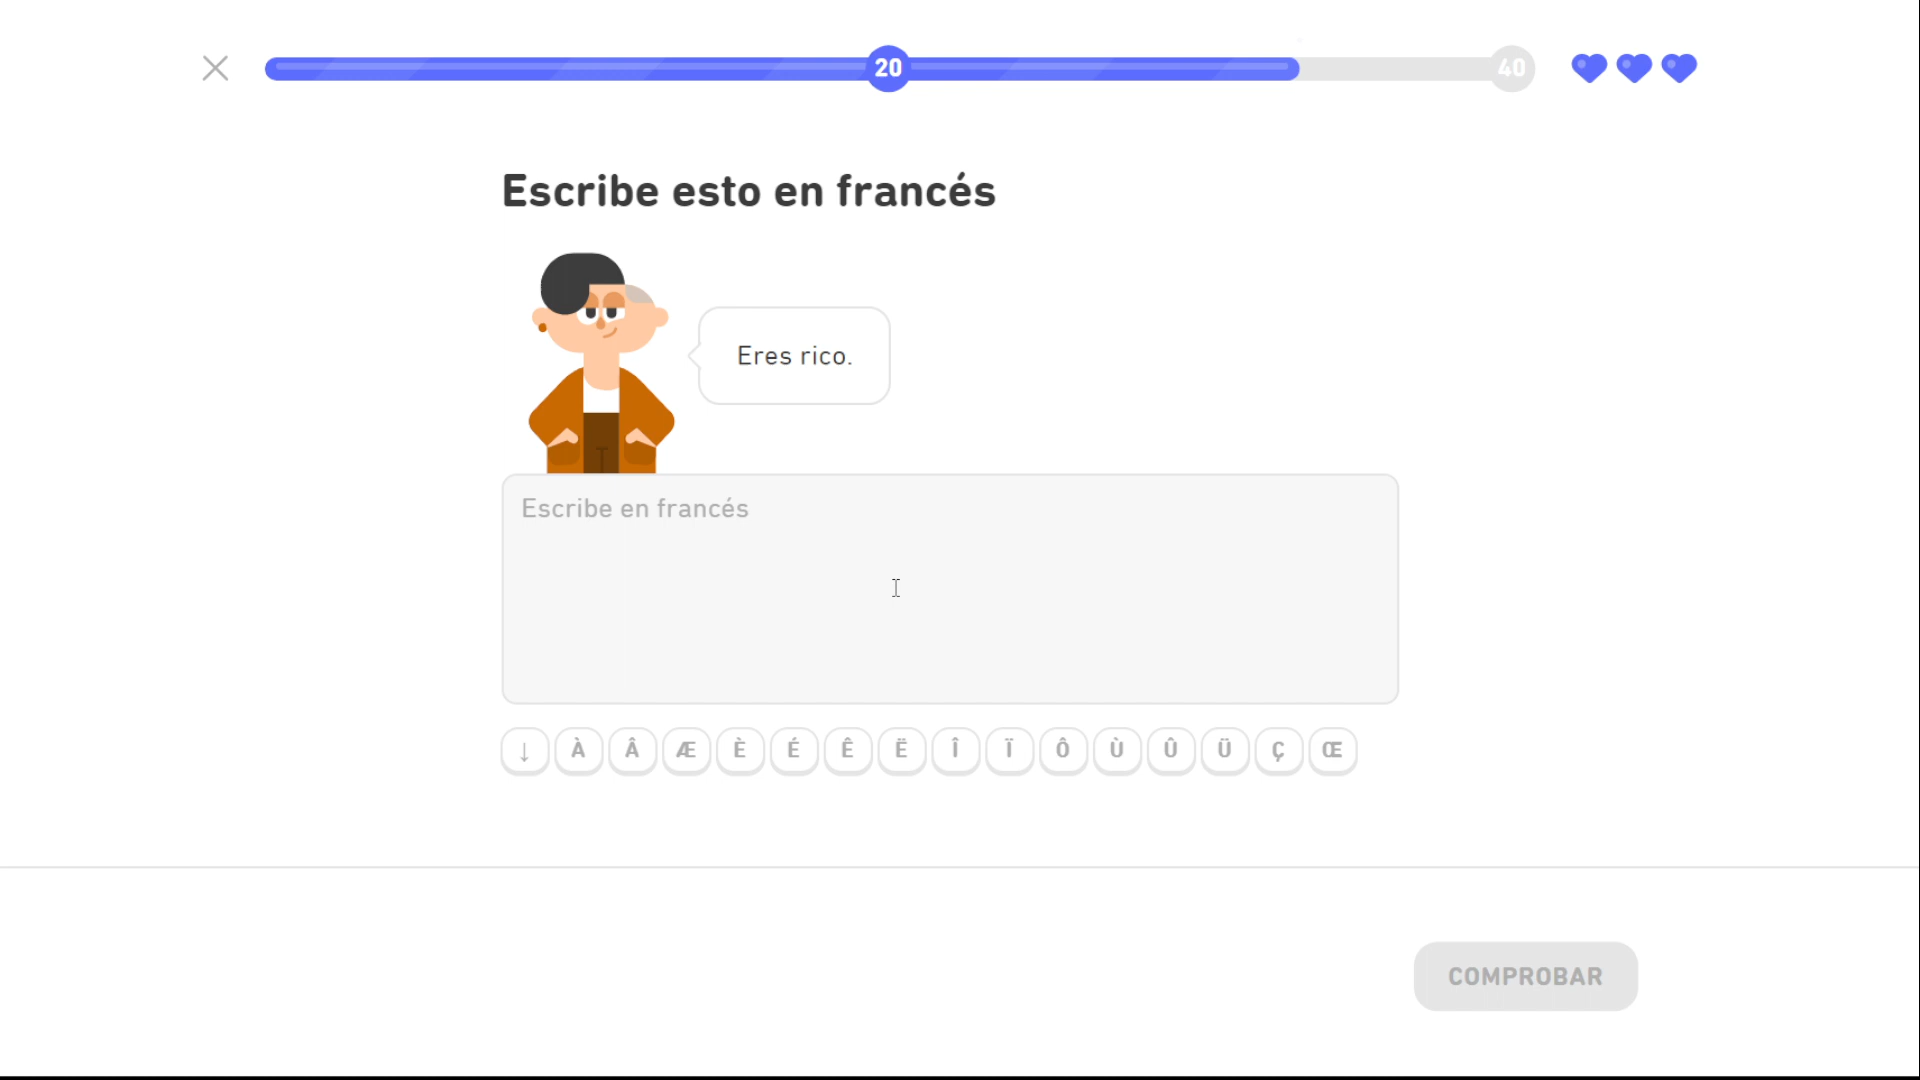 20
40
Escribe esto en francés
Eres rico.
Escribe en francés
↓ À Â Æ È É Ê Ë Î Ï Ô Ù Û Ü Ç Œ
COMPROBAR